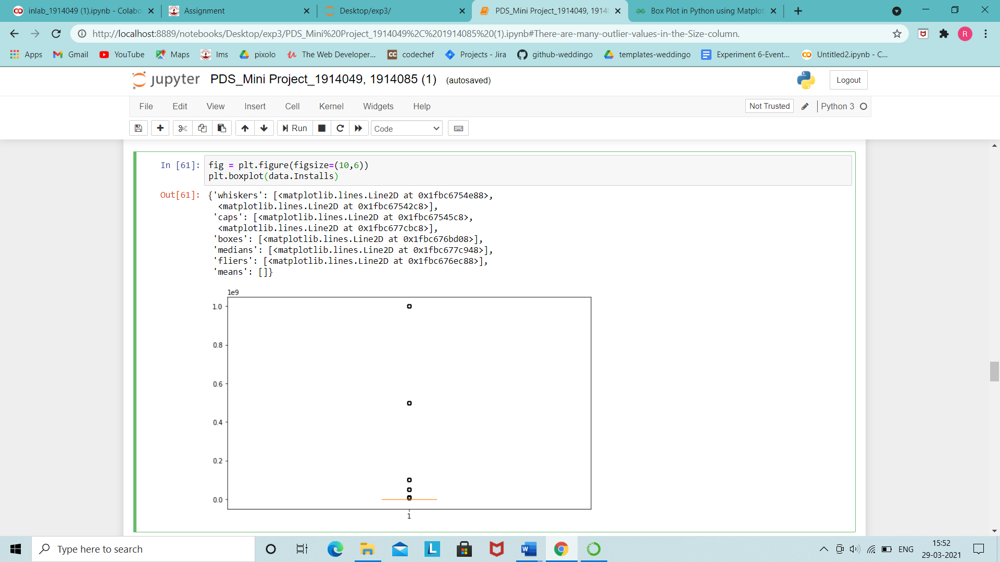 inlab_1914049 (1).ipynb - Colabo
Assignment
Desktop/exp3/
PDS_Mini Project_1914049, 1914
Box Plot in Python using Matplot
http://localhost:8889/notebooks/Desktop/exp3/PDS_Mini%20Project_1914049%2C%201914085%20(1).ipynb#There-are-many-outlier-values-in-the-Size-column.
R
Apps
Gmail
YouTube
Maps
lms
pixolo
The Web Developer...
codechef
Projects - Jira
github-weddingo
templates-weddingo
Experiment 6-Event...
Untitled2.ipynb - C...
jupyter PDS_Mini Project_1914049, 1914085 (1) (autosaved)
Logout
File Edit View Insert Cell Kernel Widgets Help
Not Trusted
Python 3
Run
Code
In [61]: fig = plt.figure(figsize=(10,6))
plt.boxplot(data.Installs)
Out[61]: {'whiskers': [<matplotlib.lines.Line2D at 0x1fbc6754e88>,
<matplotlib.lines.Line2D at 0x1fbc67542c8>],
'caps': [<matplotlib.lines.Line2D at 0x1fbc67545c8>,
<matplotlib.lines.Line2D at 0x1fbc677cbc8>],
'boxes': [<matplotlib.lines.Line2D at 0x1fbc676bd08>],
'medians': [<matplotlib.lines.Line2D at 0x1fbc677c948>],
'fliers': [<matplotlib.lines.Line2D at 0x1fbc676ec88>],
'means': []}
1e9
1.0
0.8
0.6
0.4
0.2
0.0
1
Type here to search
L
W
ENG
15:52
29-03-2021